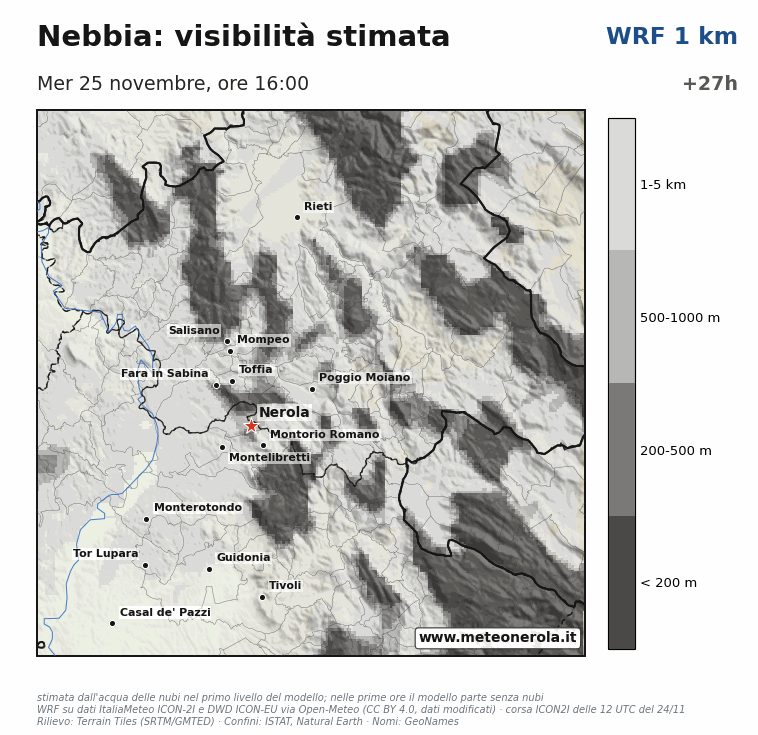 Nebbia: visibilità stimata
WRF 1 km
Mer 25 novembre, ore 16:00
+27h
Rieti
Salisano
Mompeo
Toffia
Fara in Sabina
Poggio Moiano
Nerola
Montorio Romano
Montelibretti
Monterotondo
Tor Lupara
Guidonia
Tivoli
Casal de' Pazzi
www.meteonerola.it
1-5 km
500-1000 m
200-500 m
< 200 m
stimata dall'acqua delle nubi nel primo livello del modello; nelle prime ore il modello parte senza nubi
WRF su dati ItaliaMeteo ICON-2I e DWD ICON-EU via Open-Meteo (CC BY 4.0, dati modificati) · corsa ICON2I delle 12 UTC del 24/11
Rilievo: Terrain Tiles (SRTM/GMTED) · Confini: ISTAT, Natural Earth · Nomi: GeoNames